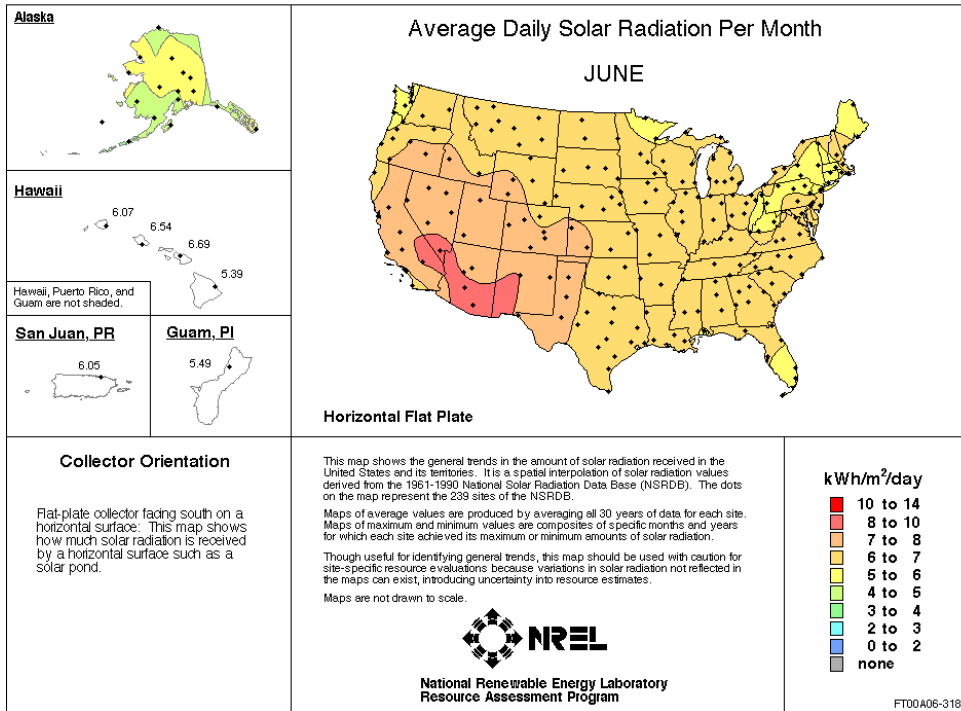 Alaska
Average Daily Solar Radiation Per Month
JUNE
Hawaii
6.07
6.54
6.69
5.39
Hawaii, Puerto Rico, and
Guam are not shaded.
San Juan, PR
6.05
Guam, PI
5.49
Horizontal Flat Plate
Collector Orientation
Flat-plate collector facing south on a
horizontal surface: This map shows
how much solar radiation is received
by a horizontal surface such as a
solar pond.
This map shows the general trends in the amount of solar radiation received in the
United States and its territories. It is a spatial interpolation of solar radiation values
derived from the 1961-1990 National Solar Radiation Data Base (NSRDB). The dots
on the map represent the 239 sites of the NSRDB.
Maps of average values are produced by averaging all 30 years of data for each site.
Maps of maximum and minimum values are composites of specific months and years
for which each site achieved its maximum or minimum amounts of solar radiation.
Though useful for identifying general trends, this map should be used with caution for
site-specific resource evaluations because variations in solar radiation not reflected in
the maps can exist, introducing uncertainty into resource estimates.
Maps are not drawn to scale.
NREL
National Renewable Energy Laboratory
Resource Assessment Program
kWh/m²/day
10 to 14
8 to 10
7 to 8
6 to 7
5 to 6
4 to 5
3 to 4
2 to 3
0 to 2
none
FT00A06-318